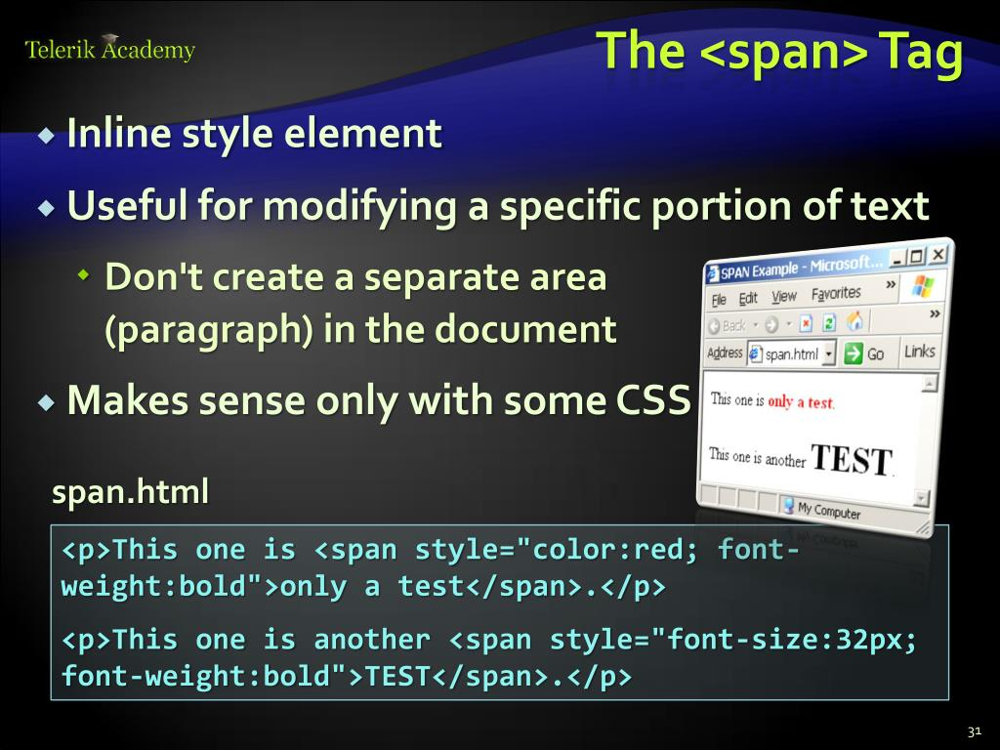 Telerik Academy
The <span> Tag
Inline style element
Useful for modifying a specific portion of text
Don't create a separate area
(paragraph) in the document
Makes sense only with some CSS
SPAN Example - Microsoft...
File Edit View Favorites »
Back »
Address span.html Go Links
This one is only a test.
This one is another TEST.
My Computer
span.html
<p>This one is <span style="color:red; font-
weight:bold">only a test</span>.</p>
<p>This one is another <span style="font-size:32px;
font-weight:bold">TEST</span>.</p>
31